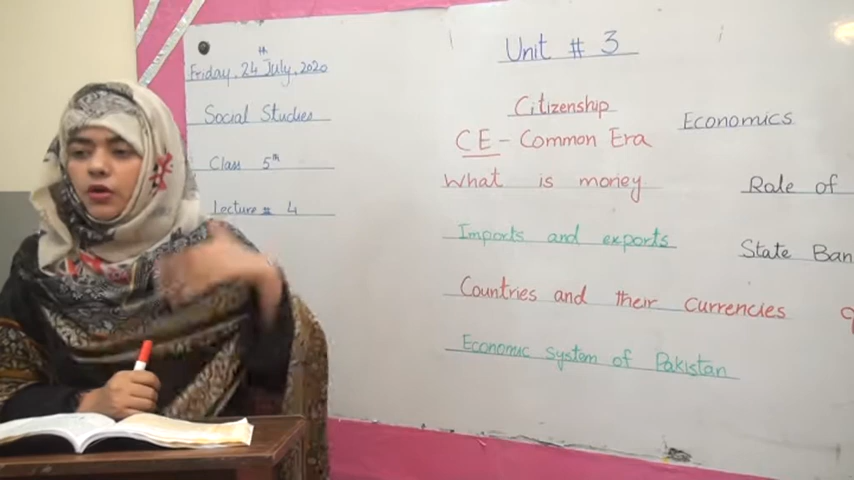 Friday, 24th July, 2020
Social Studies
Class 5th
Lecture # 4
Unit # 3
Citizenship
Economics
CE - Common Era
What is money
Role of
Imports and exports
State Ban
Countries and their currencies
Economic system of Pakistan